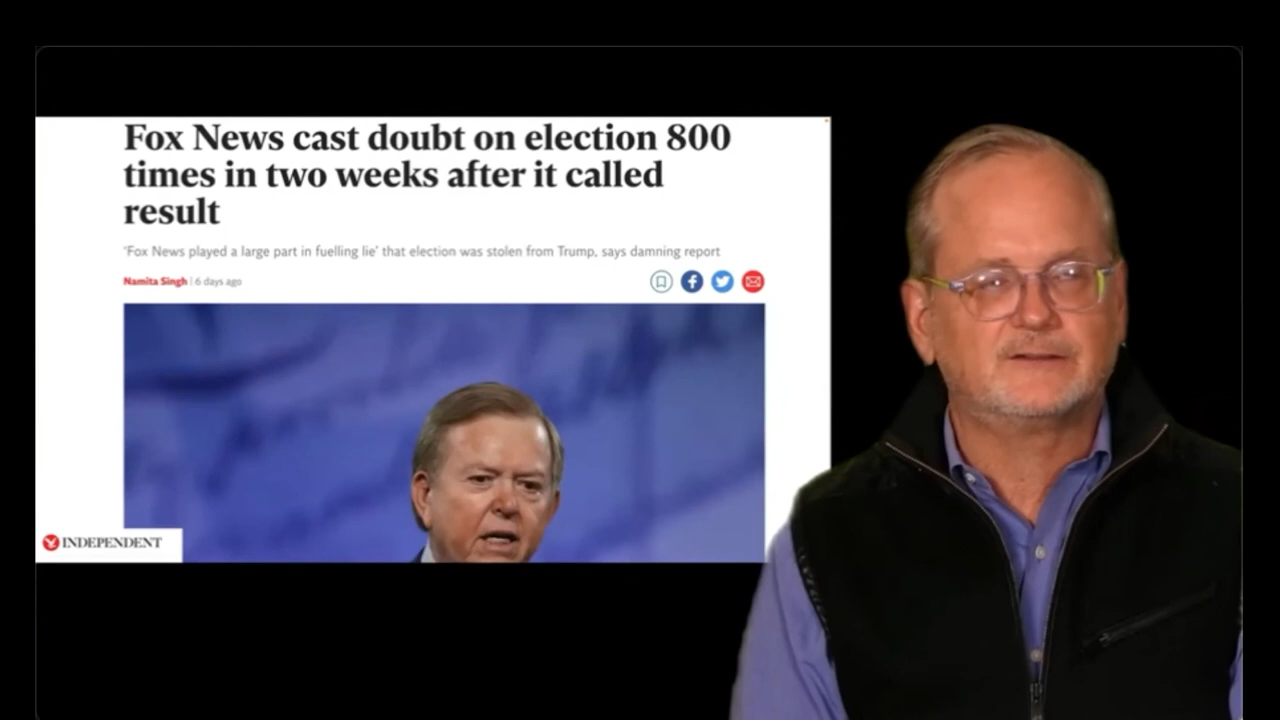 Fox News cast doubt on election 800
times in two weeks after it called
result
‘Fox News played a large part in fuelling lie’ that election was stolen from Trump, says damning report
Namita Singh | 6 days ago
INDEPENDENT